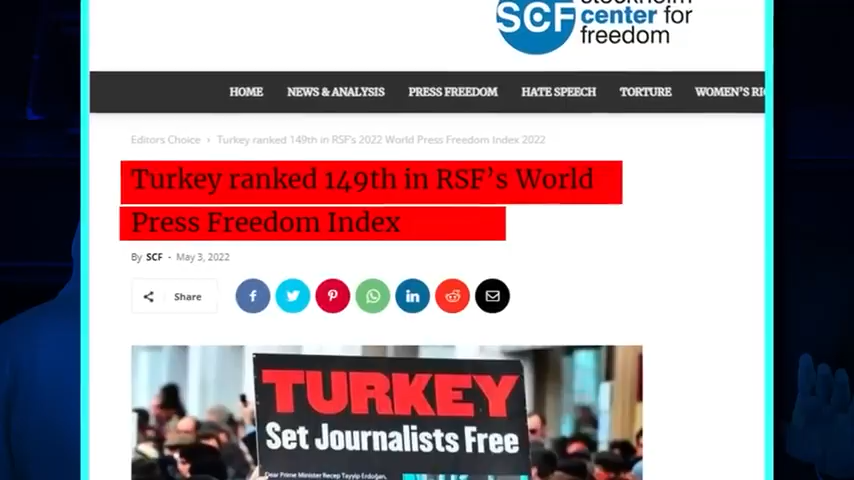 SCF
stockholm
center for
freedom
HOME NEWS & ANALYSIS PRESS FREEDOM HATE SPEECH TORTURE WOMEN'S RI
Editors Choice › Turkey ranked 149th in RSF's 2022 World Press Freedom Index 2022
Turkey ranked 149th in RSF's World
Press Freedom Index
By SCF - May 3, 2022
Share
TURKEY
Set Journalists Free
Dear Prime Minister Recep Tayyip Erdoğan,